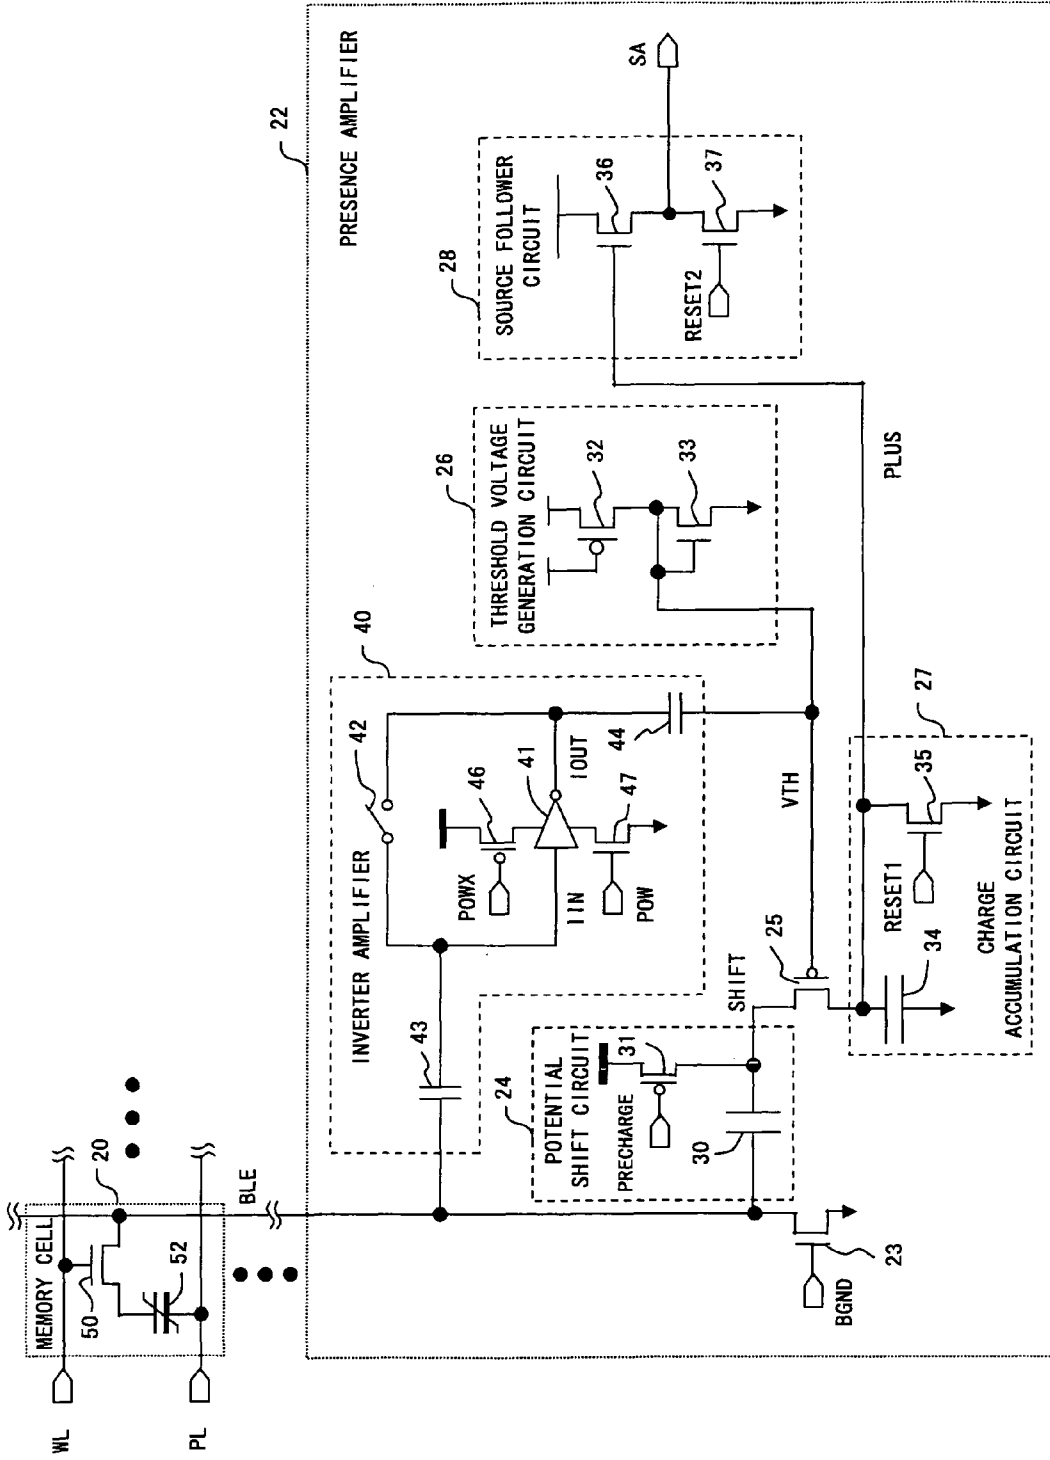 WL
PL
MEMORY CELL
50
52
20
BLE
22
PRESENCE AMPLIFIER
INVERTER AMPLIFIER
40
42
43
POWX
46
41
IIN
IOUT
POW
47
44
24
POTENTIAL
SHIFT CIRCUIT
PRECHARGE
31
30
SHIFT
25
BGND
23
VTH
26
THRESHOLD VOLTAGE
GENERATION CIRCUIT
32
33
27
RESET1
35
34
CHARGE
ACCUMULATION CIRCUIT
PLUS
28
SOURCE FOLLOWER
CIRCUIT
36
RESET2
37
SA